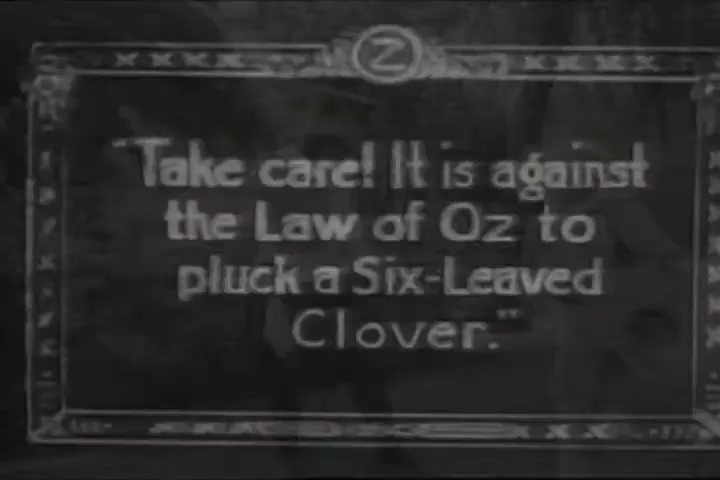 Z
"Take care! It is against
the Law of Oz to
pluck a Six-Leaved
Clover."